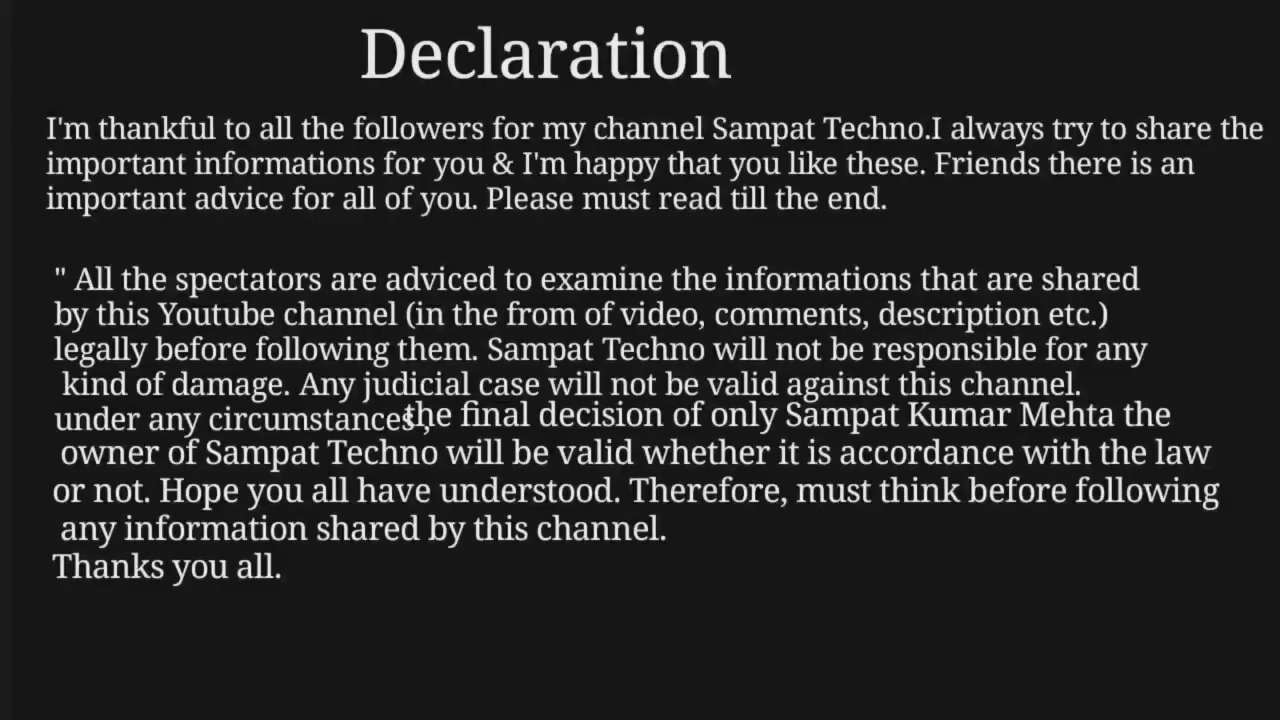 Declaration
I'm thankful to all the followers for my channel Sampat Techno.I always try to share the
important informations for you & I'm happy that you like these. Friends there is an
important advice for all of you. Please must read till the end.
" All the spectators are adviced to examine the informations that are shared
by this Youtube channel (in the from of video, comments, description etc.)
legally before following them. Sampat Techno will not be responsible for any
kind of damage. Any judicial case will not be valid against this channel.
under any circumstances, the final decision of only Sampat Kumar Mehta the
owner of Sampat Techno will be valid whether it is accordance with the law
or not. Hope you all have understood. Therefore, must think before following
any information shared by this channel.
Thanks you all.